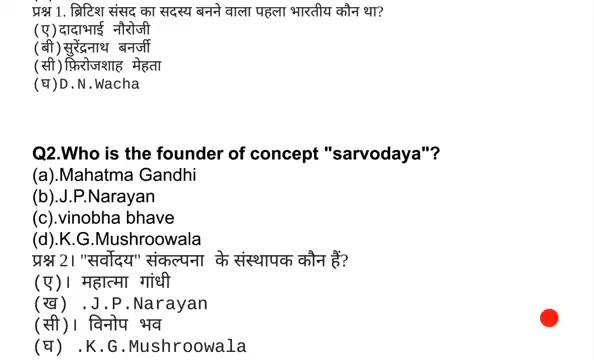 प्रश्न 1. ब्रिटिश संसद का सदस्य बनने वाला पहला भारतीय कौन था?
(ए)दादाभाई नौरोजी
(बी)सुरेंद्रनाथ बनर्जी
(सी)फ़िरोजशाह मेहता
(घ)D.N.Wacha
Q2.Who is the founder of concept "sarvodaya"?
(a).Mahatma Gandhi
(b).J.P.Narayan
(c).vinobha bhave
(d).K.G.Mushroowala
प्रश्न 2। "सर्वोदय" संकल्पना के संस्थापक कौन हैं?
(ए)। महात्मा गांधी
(ख) .J.P.Narayan
(सी)। विनोप भव
(घ) .K.G.Mushroowala